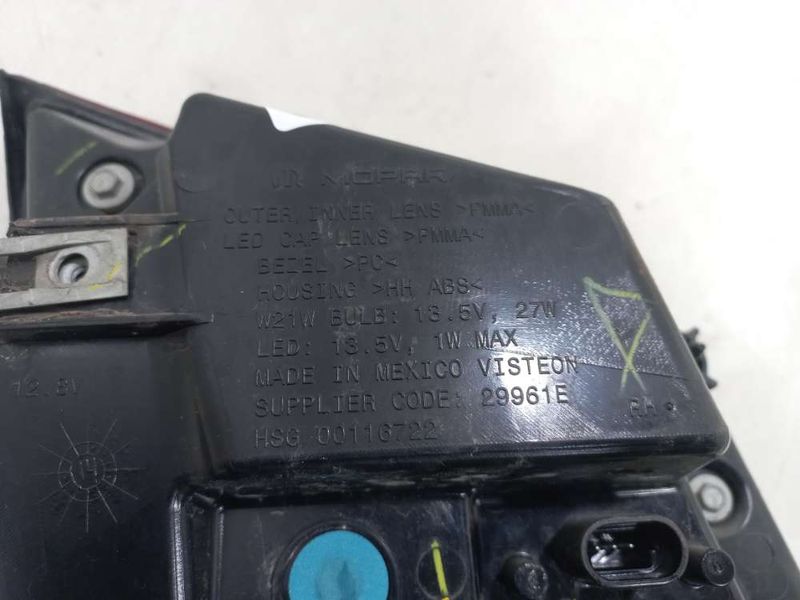 MOPAR
OUTER, INNER LENS >PMMA<
LED CAP LENS >PMMA<
BEZEL >PC<
HOUSING >HH ABS<
W21W BULB: 13.5V, 27W
LED: 13.5V, 1W MAX
MADE IN MEXICO VISTEON
SUPPLIER CODE: 29961E
RH
HSG 00116722
12.8V
14